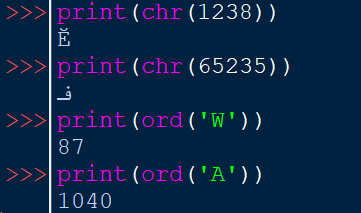 >>> print(chr(1238))
Ӗ
>>> print(chr(65235))
ﻓ
>>> print(ord('W'))
87
>>> print(ord('А'))
1040